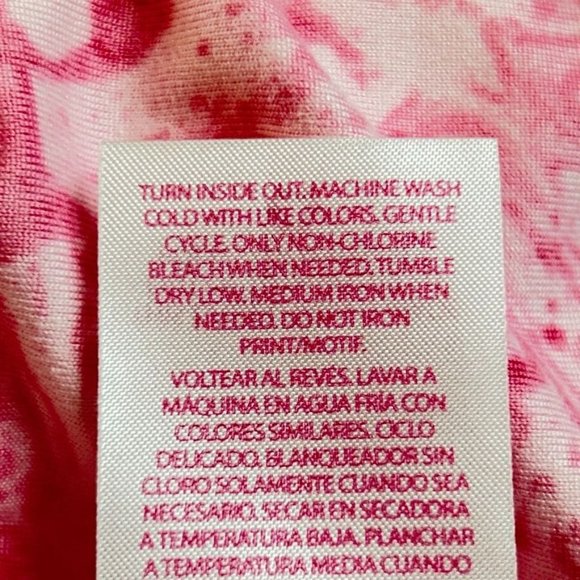 TURN INSIDE OUT. MACHINE WASH
COLD WITH LIKE COLORS. GENTLE
CYCLE. ONLY NON-CHLORINE
BLEACH WHEN NEEDED. TUMBLE
DRY LOW. MEDIUM IRON WHEN
NEEDED. DO NOT IRON
PRINT/MOTIF.
VOLTEAR AL REVÉS. LAVAR A
MÁQUINA EN AGUA FRÍA CON
COLORES SIMILARES. CICLO
DELICADO. BLANQUEADOR SIN
CLORO SOLAMENTE CUANDO SEA
NECESARIO. SECAR EN SECADORA
A TEMPERATURA BAJA. PLANCHAR
A TEMPERATURA MEDIA CUANDO